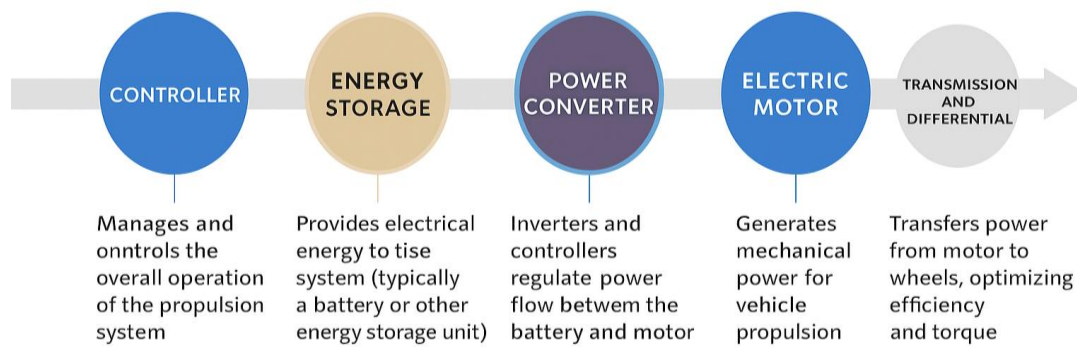 CONTROLLER
ENERGY
STORAGE
POWER
CONVERTER
ELECTRIC
MOTOR
TRANSMISSION
AND
DIFFERENTIAL
Manages and
onntrols the
overall operation
of the propulsion
system
Provides electrical
energy to tise
system (typically
a battery or other
energy storage unit)
Inverters and
controllers
regulate power
flow betwem the
battery and motor
Generates
mechanical
power for
vehicle
propulsion
Transfers power
from motor to
wheels, optimizing
efficiency
and torque